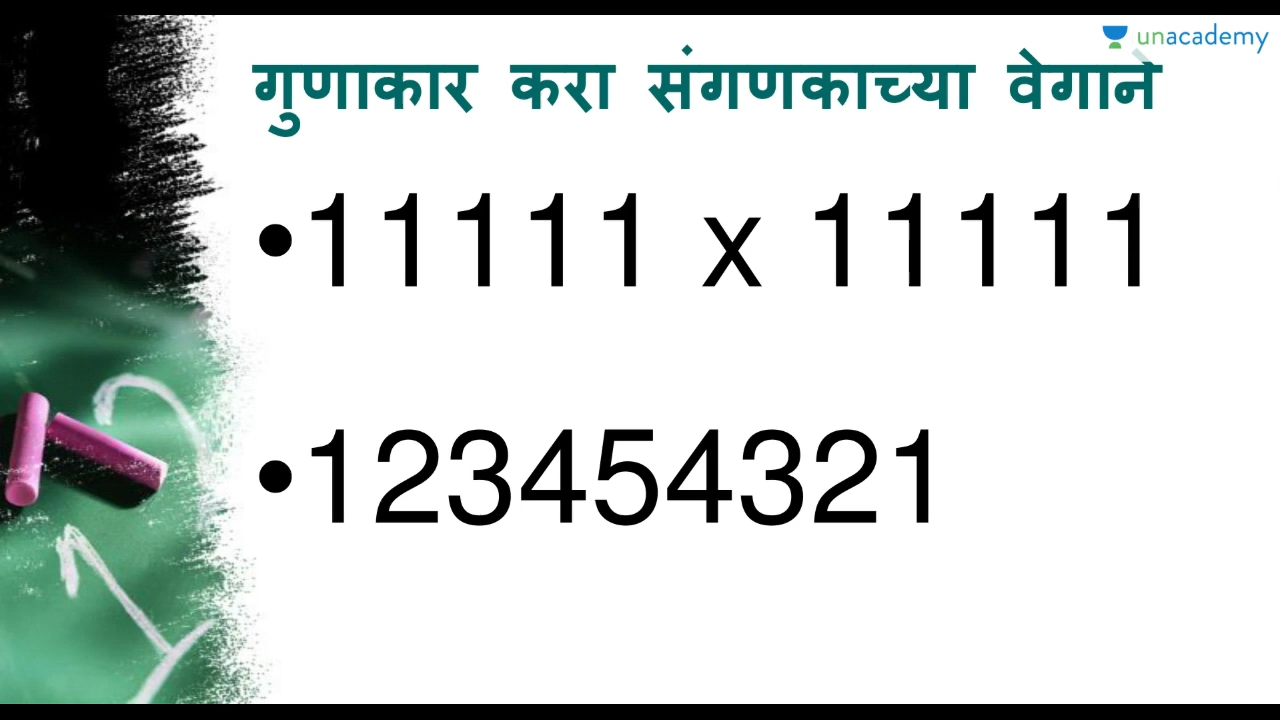 unacademy
गुणाकार करा संगणकाच्या वेगाने
•11111 x 11111
•123454321